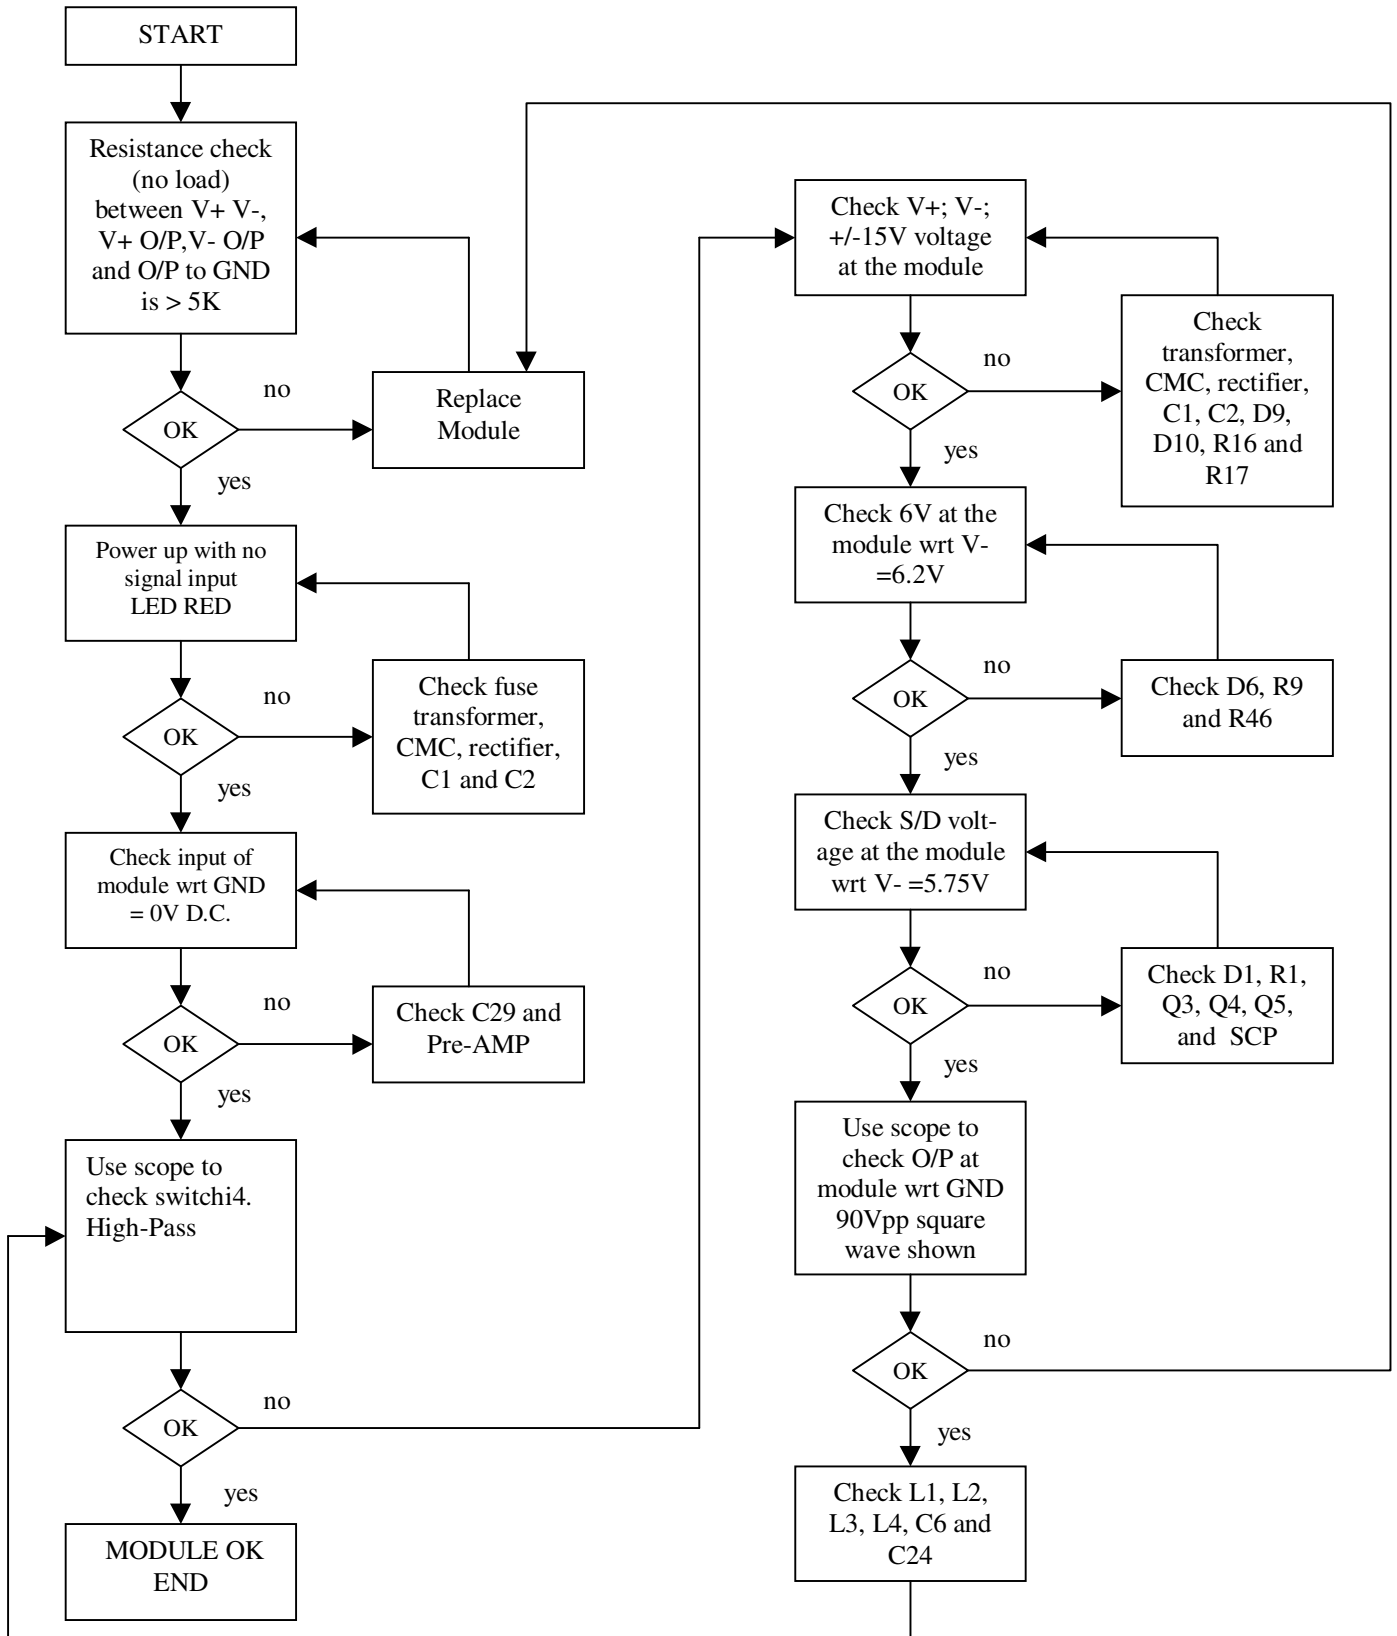 START
Resistance check
(no load)
between V+ V-,
V+ O/P,V- O/P
and O/P to GND
is > 5K
OK
no
yes
Replace
Module
Power up with no
signal input
LED RED
OK
no
yes
Check fuse
transformer,
CMC, rectifier,
C1 and C2
Check input of
module wrt GND
= 0V D.C.
OK
no
yes
Check C29 and
Pre-AMP
Use scope to
check switchi4.
High-Pass
OK
no
yes
MODULE OK
END
Check V+; V-;
+/-15V voltage
at the module
OK
no
yes
Check
transformer,
CMC, rectifier,
C1, C2, D9,
D10, R16 and
R17
Check 6V at the
module wrt V-
=6.2V
OK
no
yes
Check D6, R9
and R46
Check S/D volt-
age at the module
wrt V- =5.75V
OK
no
yes
Check D1, R1,
Q3, Q4, Q5,
and SCP
Use scope to
check O/P at
module wrt GND
90Vpp square
wave shown
OK
no
yes
Check L1, L2,
L3, L4, C6 and
C24